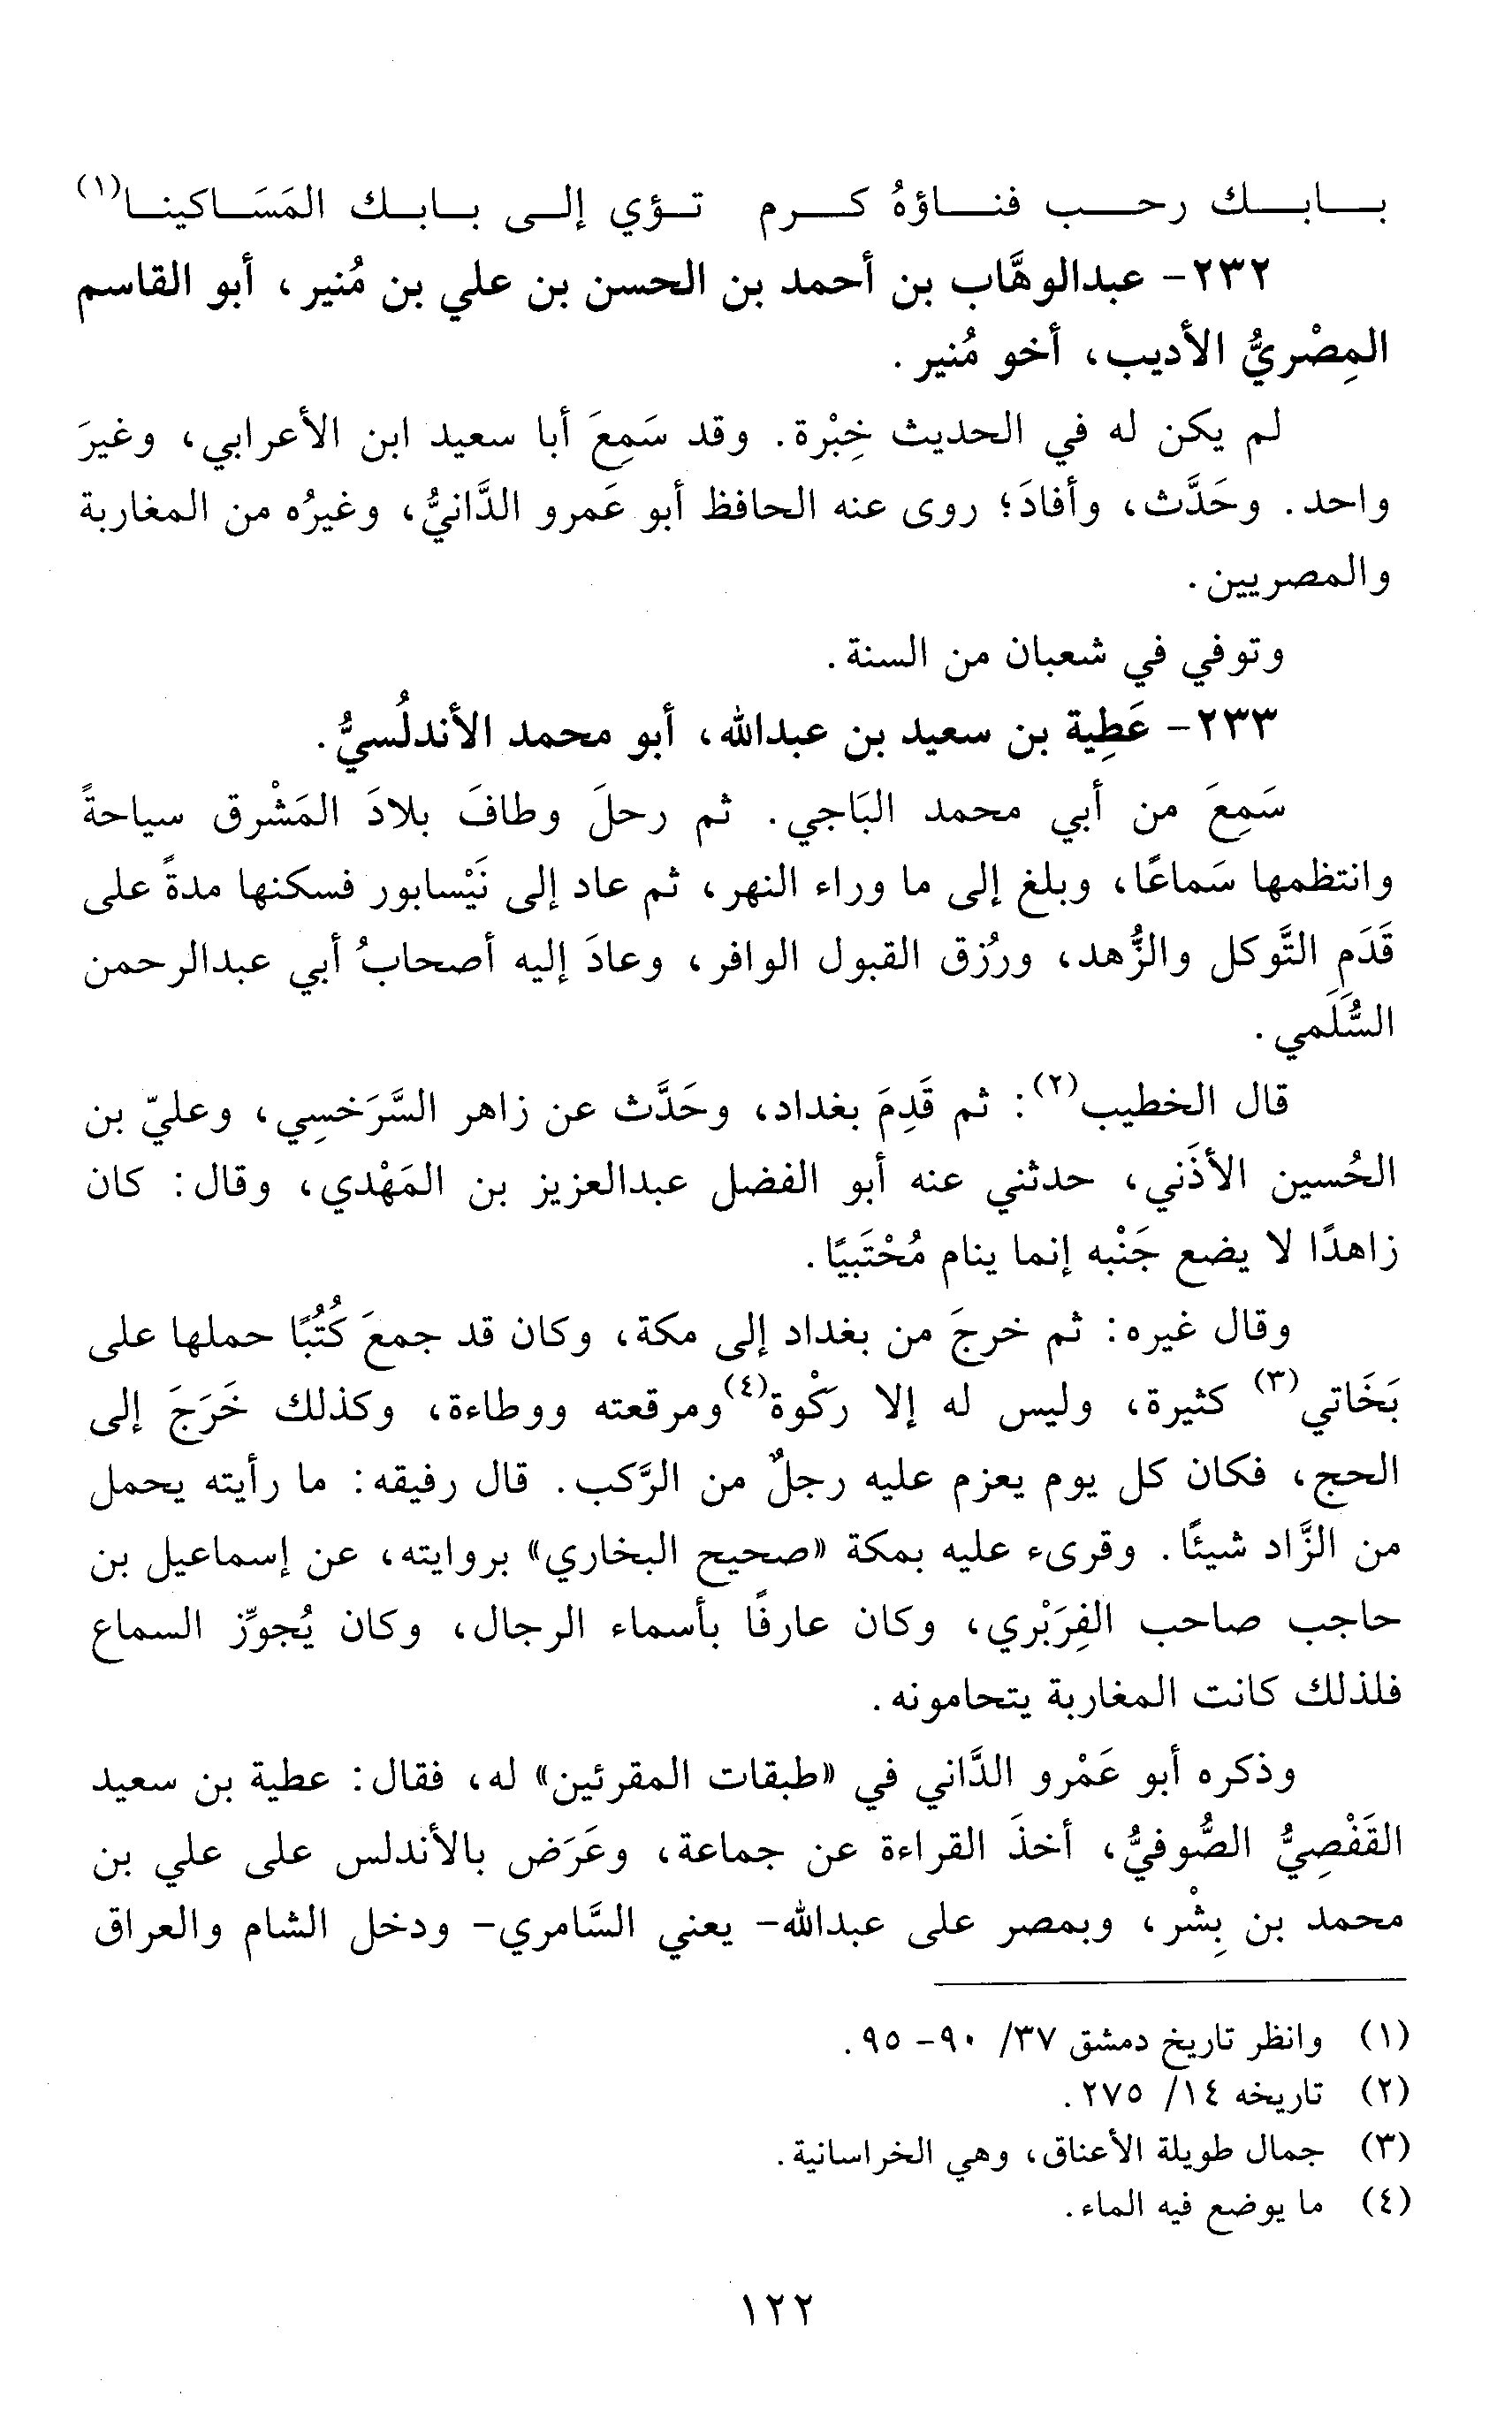 بابك رحب فناؤهُ كرم تؤي إلى بابك المَسَاكينا(١)
٢٣٢- عبدالوهَّاب بن أحمد بن الحسن بن علي بن مُنير، أبو القاسم
المِصْريُّ الأديب، أخو مُنير.
لم يكن له في الحديث خِبْرة. وقد سَمِعَ أبا سعيد ابن الأعرابي، وغيرَ
واحد. وحَدَّث، وأفادَ؛ روى عنه الحافظ أبو عَمرو الدَّانيُّ، وغيرُه من المغاربة
والمصريين.
وتوفي في شعبان من السنة.
٢٣٣- عَطِية بن سعيد بن عبدالله، أبو محمد الأندلُسيُّ.
سَمِعَ من أبي محمد البَاجي. ثم رحلَ وطافَ بلادَ المَشْرق سياحةً
وانتظمها سَماعًا، وبلغ إلى ما وراء النهر، ثم عاد إلى نَيْسابور فسكنها مدةً على
قَدَم التَّوكل والزُّهد، ورُزق القبول الوافر، وعادَ إليه أصحابُ أبي عبدالرحمن
السُّلَمي.
قال الخطيب(٢): ثم قَدِمَ بغداد، وحَدَّث عن زاهر السَّرَخسِي، وعليّ بن
الحُسين الأذَني، حدثني عنه أبو الفضل عبدالعزيز بن المَهْدي، وقال: كان
زاهدًا لا يضع جَنْبه إنما ينام مُحْتَبيًا.
وقال غيره: ثم خرجَ من بغداد إلى مكة، وكان قد جمعَ كُتُبًا حملها على
بَخَاتي(٣) كثيرة، وليس له إلا ركْوة(٤) ومرقعته ووطاءة، وكذلك خَرَجَ إلى
الحج، فكان كل يوم يعزم عليه رجلٌ من الرَّكب. قال رفيقه: ما رأيته يحمل
من الزَّاد شيئًا. وقرىء عليه بمكة «صحيح البخاري» بروايته، عن إسماعيل بن
حاجب صاحب الفِرَبْري، وكان عارفًا بأسماء الرجال، وكان يُجوِّز السماع
فلذلك كانت المغاربة يتحامونه.
وذكره أبو عَمْرو الدَّاني في «طبقات المقرئين» له، فقال: عطية بن سعيد
القَفْصِيُّ الصُّوفيُّ، أخذَ القراءة عن جماعة، وعَرَض بالأندلس على علي بن
محمد بن بِشْر، وبمصر على عبدالله- يعني السَّامري- ودخل الشام والعراق
(١) وانظر تاريخ دمشق ٣٧/ ٩٠- ٩٥.
(٢) تاريخه ١٤/ ٢٧٥.
(٣) جمال طويلة الأعناق، وهي الخراسانية.
(٤) ما يوضع فيه الماء.
١٢٢